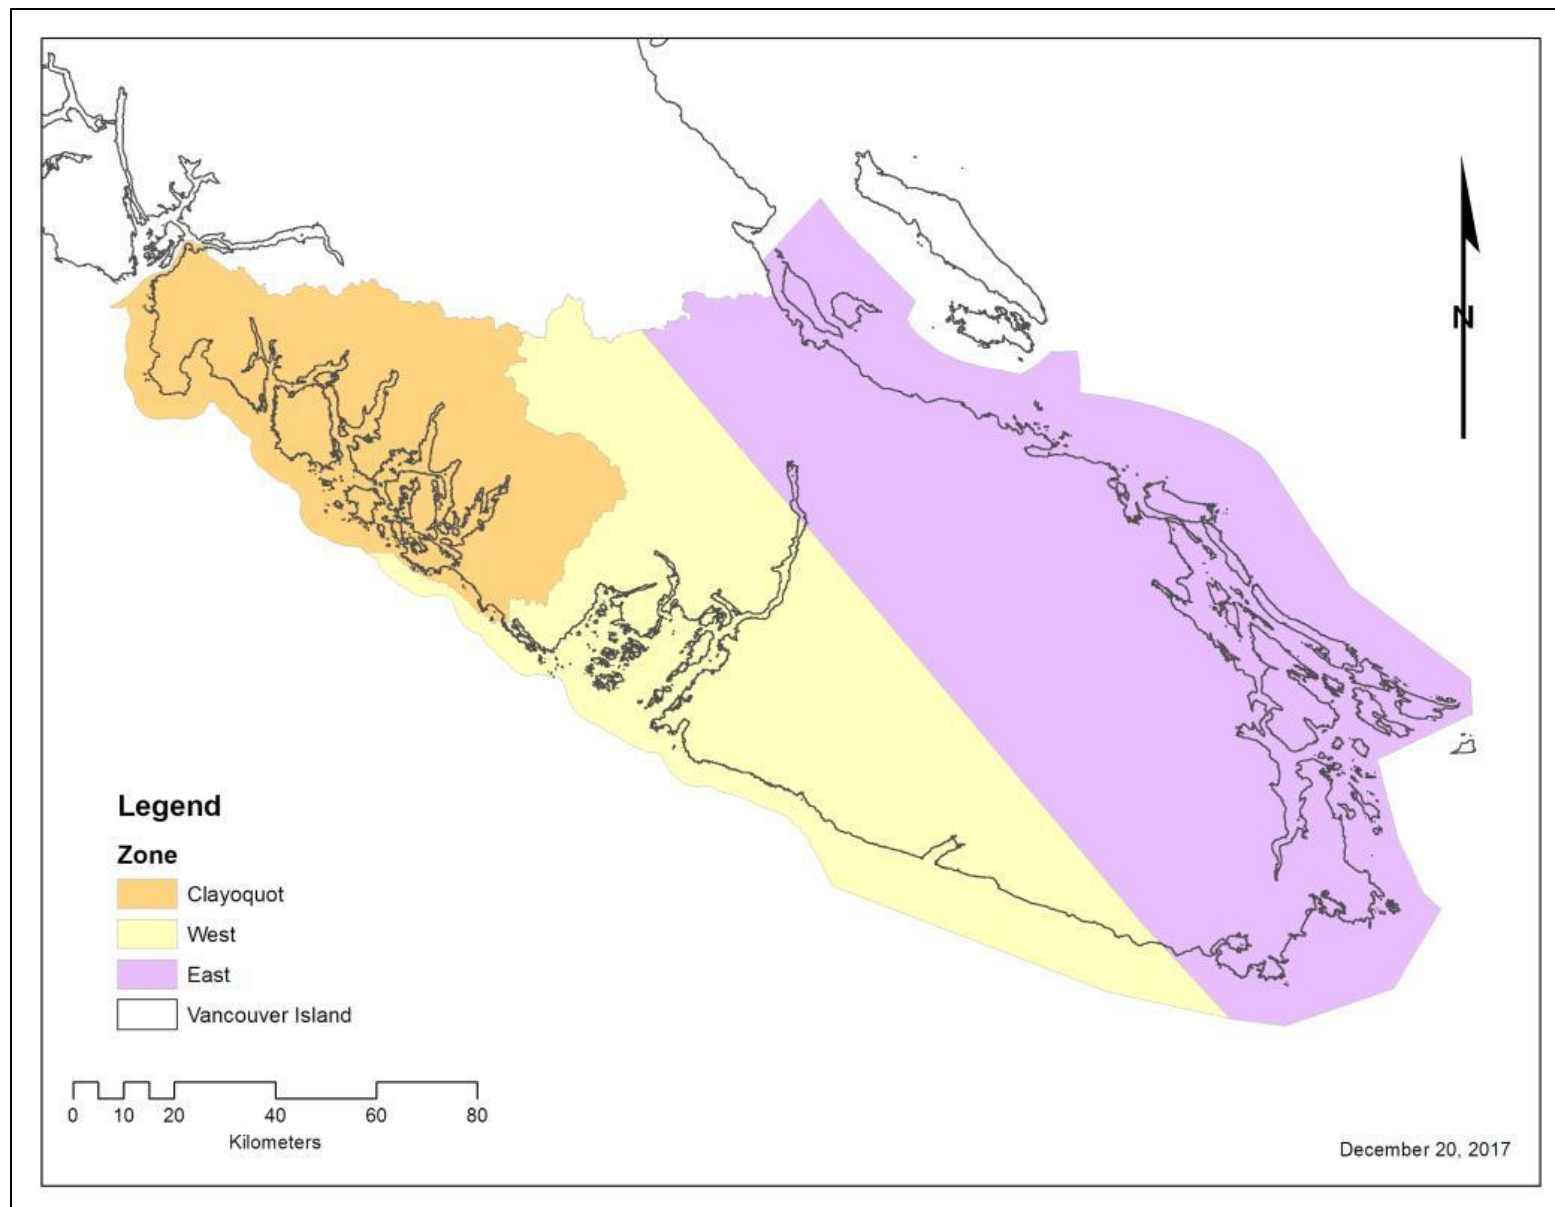 N
Legend
Zone
Clayoquot
West
East
Vancouver Island
0 10 20 40 60 80
Kilometers
December 20, 2017